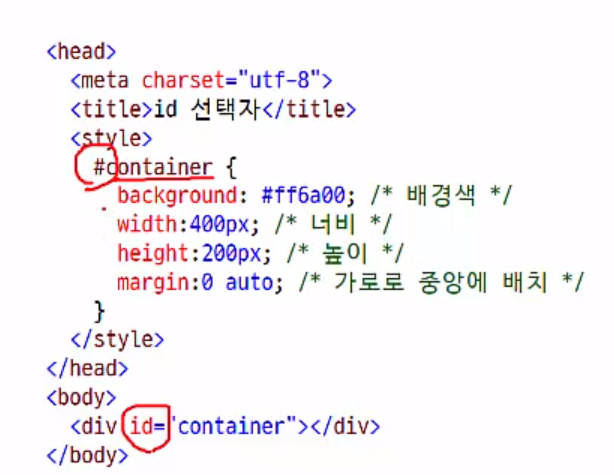 <head>
<meta charset="utf-8">
<title>id 선택자</title>
<style>
#container {
background: #ff6a00; /* 배경색 */
width:400px; /* 너비 */
height:200px; /* 높이 */
margin:0 auto; /* 가로로 중앙에 배치 */
}
</style>
</head>
<body>
<div id="container"></div>
</body>